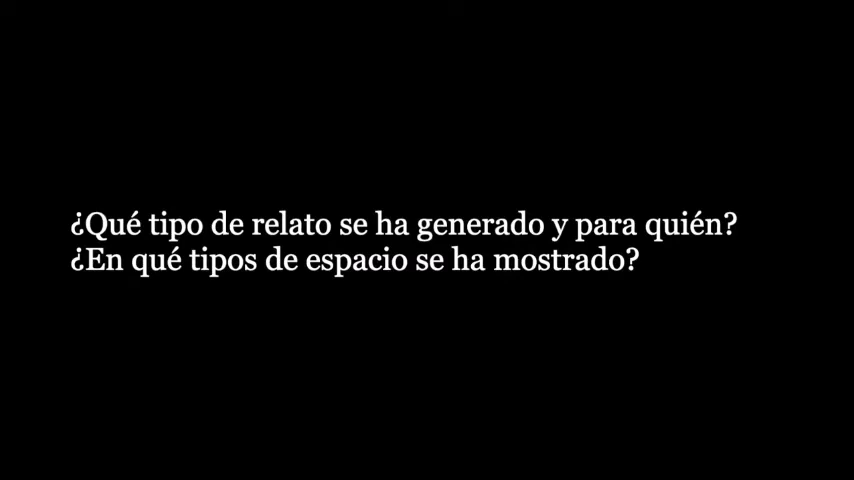 ¿Qué tipo de relato se ha generado y para quién?
¿En qué tipos de espacio se ha mostrado?